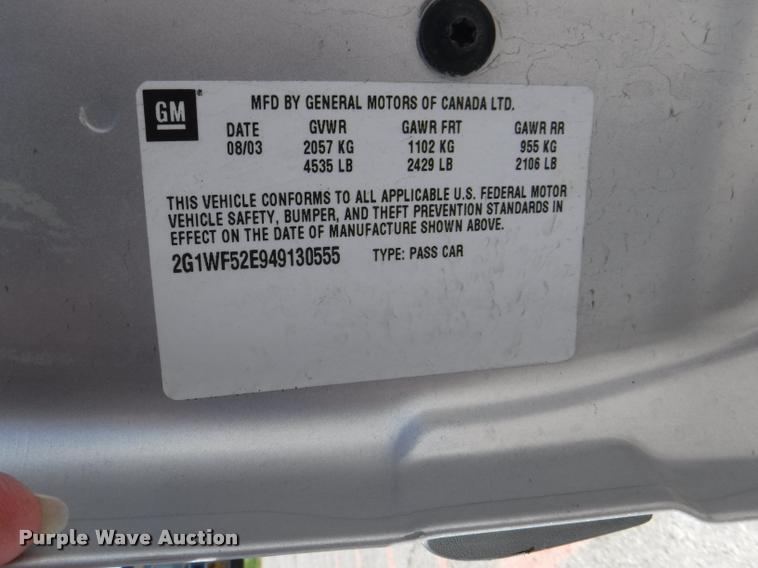 GM
MFD BY GENERAL MOTORS OF CANADA LTD.
DATE GVWR GAWR FRT GAWR RR
08/03 2057 KG 1102 KG 955 KG
4535 LB 2429 LB 2106 LB
THIS VEHICLE CONFORMS TO ALL APPLICABLE U.S. FEDERAL MOTOR
VEHICLE SAFETY, BUMPER, AND THEFT PREVENTION STANDARDS IN
EFFECT ON THE DATE OF MANUFACTURE SHOWN ABOVE.
2G1WF52E949130555 TYPE: PASS CAR
Purple Wave Auction